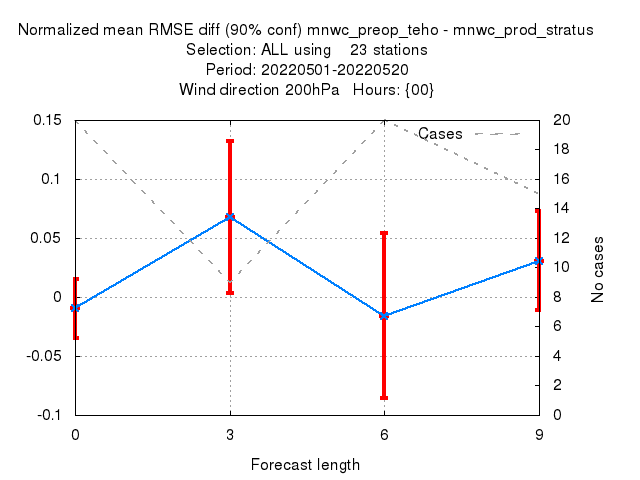 Normalized mean RMSE diff (90% conf) mnwc_preop_teho - mnwc_prod_stratus
Selection: ALL using    23 stations
Period: 20220501-20220520
Wind direction 200hPa   Hours: {00}
0.15
0.1
0.05
0
-0.05
-0.1
Cases
20
18
16
14
12
10
8
6
4
2
0
No cases
0 3 6 9
Forecast length